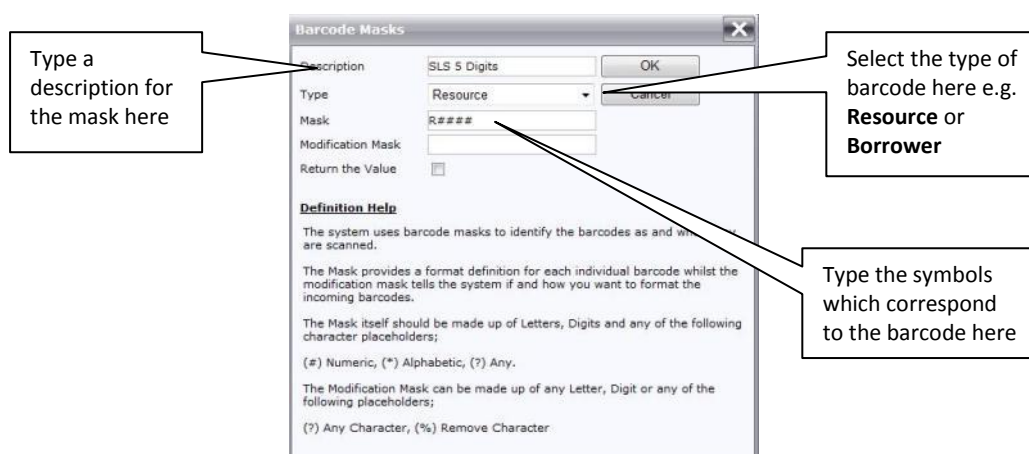 Barcode Masks
Type a
description for
the mask here
Description SLS 5 Digits OK
Type Resource Cancel
Mask R####
Modification Mask
Return the Value
Select the type of
barcode here e.g.
Resource or
Borrower
Definition Help
The system uses barcode masks to identify the barcodes as and
are scanned.
The Mask provides a format definition for each individual barcode whilst the
modification mask tells the system if and how you want to format the
incoming barcodes.
The Mask itself should be made up of Letters, Digits and any of the following
character placeholders;
(#) Numeric, (*) Alphabetic, (?) Any.
The Modification Mask can be made up of any Letter, Digit or any of the
following placeholders;
(?) Any Character, (%) Remove Character
Type the symbols
which correspond
to the barcode here